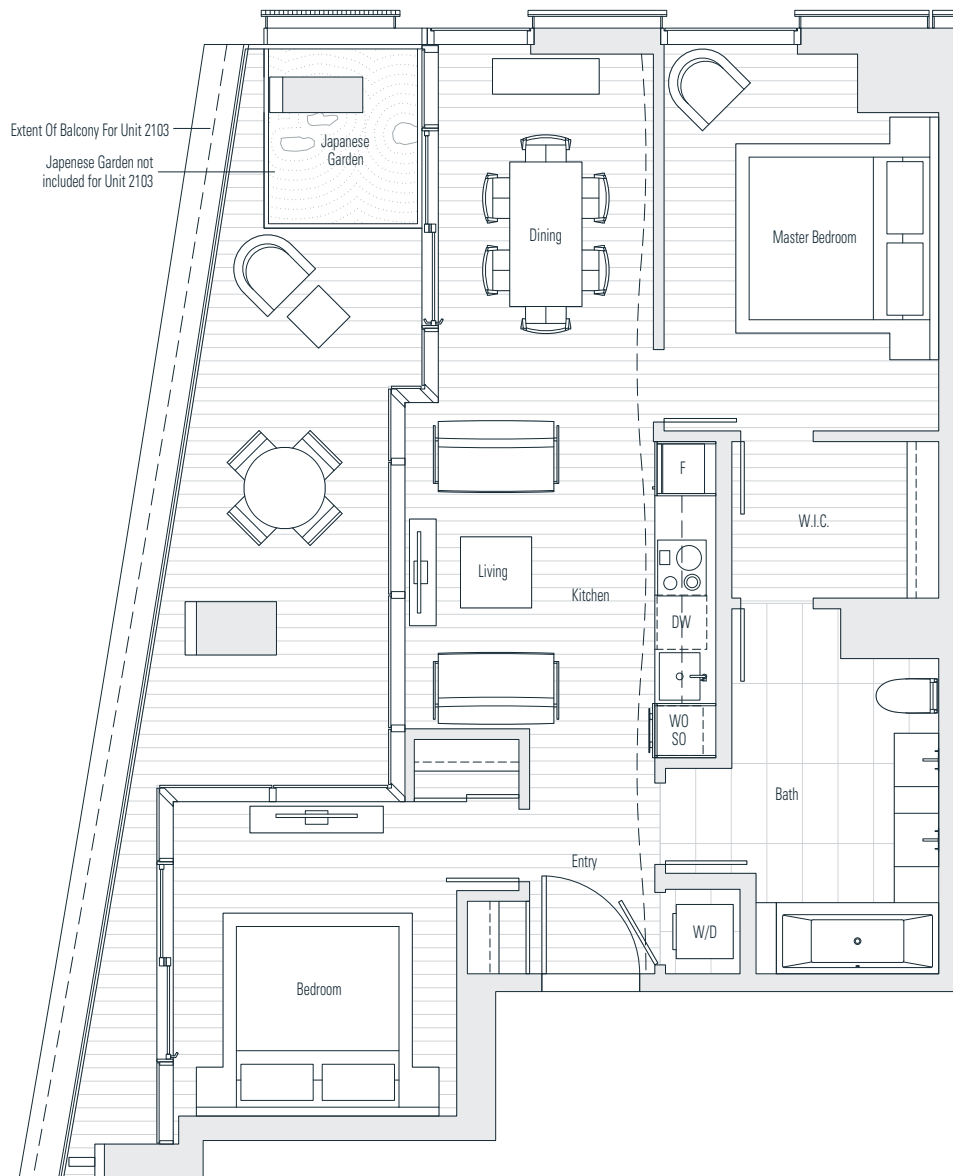 Extent Of Balcony For Unit 2103
Japenese Garden not
included for Unit 2103
Japanese
Garden
Dining
Master Bedroom
F
W.I.C.
Living
Kitchen
DW
WO
SO
Bath
Entry
W/D
Bedroom